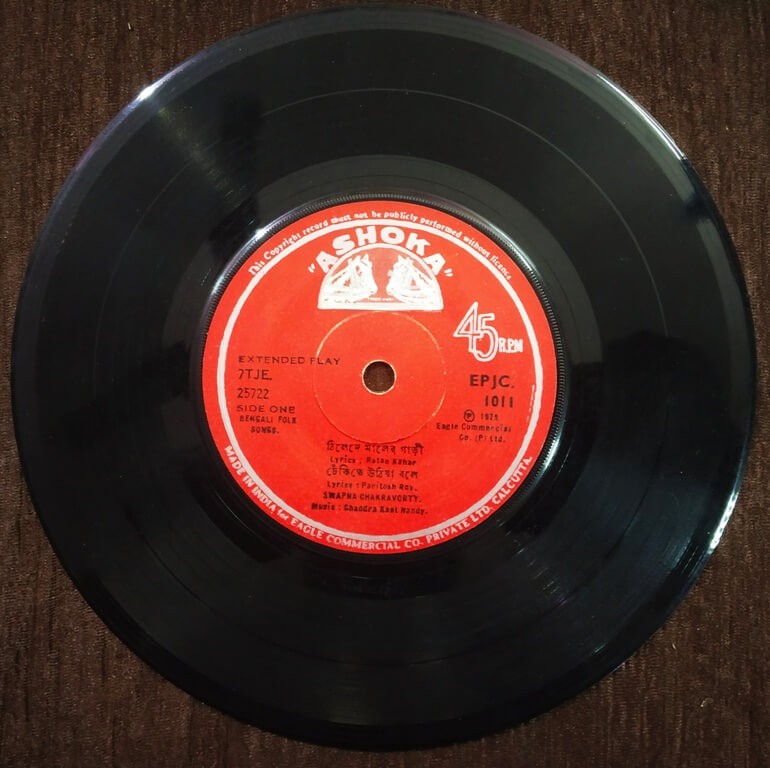 This Copyright record must not be publicly performed without licence
"ASHOKA"
45 R.P.M
EXTENDED PLAY
7TJE.
25722
SIDE ONE
BENGALI FOLK
SONGS.
EPJC.
1011
Ⓟ
Eagle Commercial
Co. (P) Ltd.
ঠিলেদে মালের গাড়ী
Lyrics : Ratan Kahar
ঢেঁকিতে উঠিয়া বলে
Lyrics : Paritosh Roy.
SWAPNA CHAKRAVORTY.
Music : Chandra Kant Nandy.
MADE IN INDIA for EAGLE COMMERCIAL CO. PRIVATE LTD. CALCUTTA.